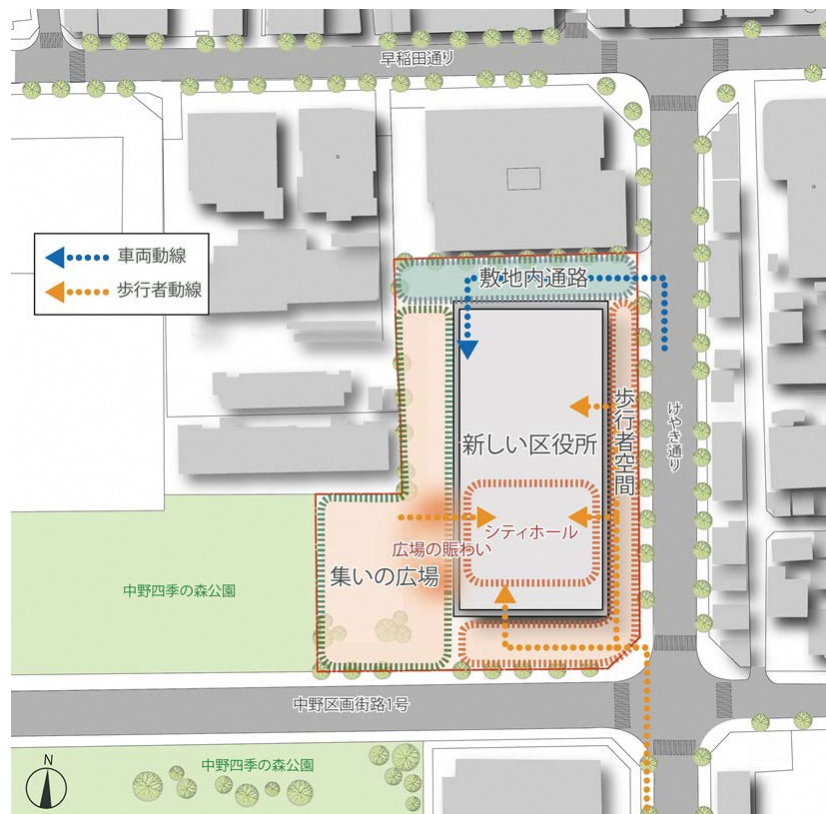 早稲田通り
車両動線
歩行者動線
敷地内通路
歩行者空間
けやき通り
新しい区役所
シティホール
広場の賑わい
集いの広場
中野四季の森公園
中野区画街路1号
中野四季の森公園
N